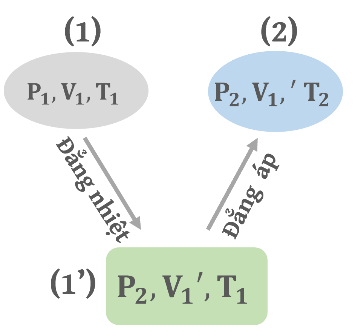 (1)
(2)
P₁, V₁, T₁
P₂, V₁, ′ T₂
Đẳng nhiệt
Đẳng áp
(1’)
P₂, V₁′, T₁